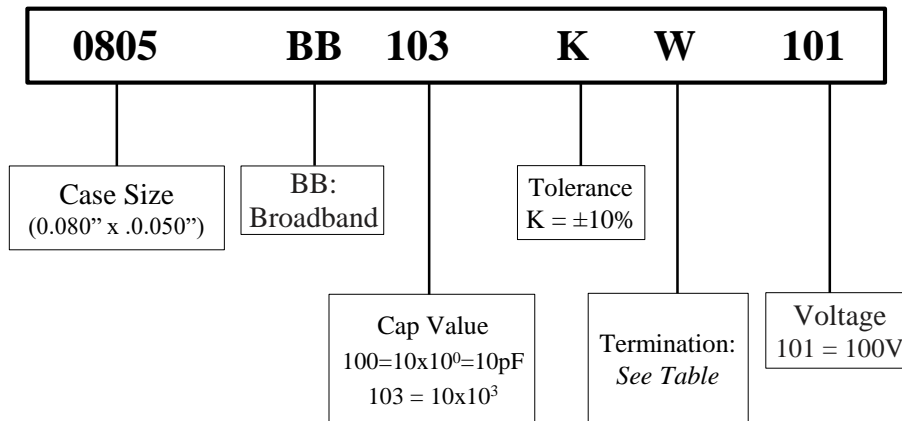 0805 BB 103 K W 101
Case Size
(0.080” x .0.050”)
BB:
Broadband
Tolerance
K = ±10%
Cap Value
100=10x10⁰=10pF
103 = 10x10³
Termination:
See Table
Voltage
101 = 100V